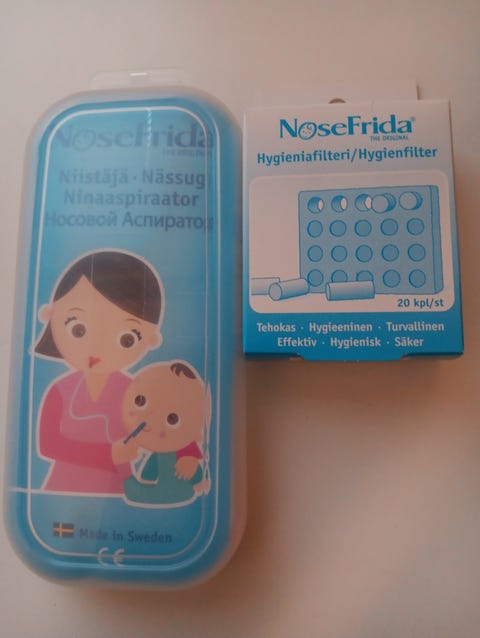 NoseFrida
THE ORIGINAL
Niistäjä · Nässug
Ninaaspiraator
Носовой Аспиратор
Made in Sweden
CE
NoseFrida®
THE ORIGINAL
Hygieniafilteri/Hygienfilter
20 kpl/st
Tehokas · Hygieeninen · Turvallinen
Effektiv · Hygienisk · Säker